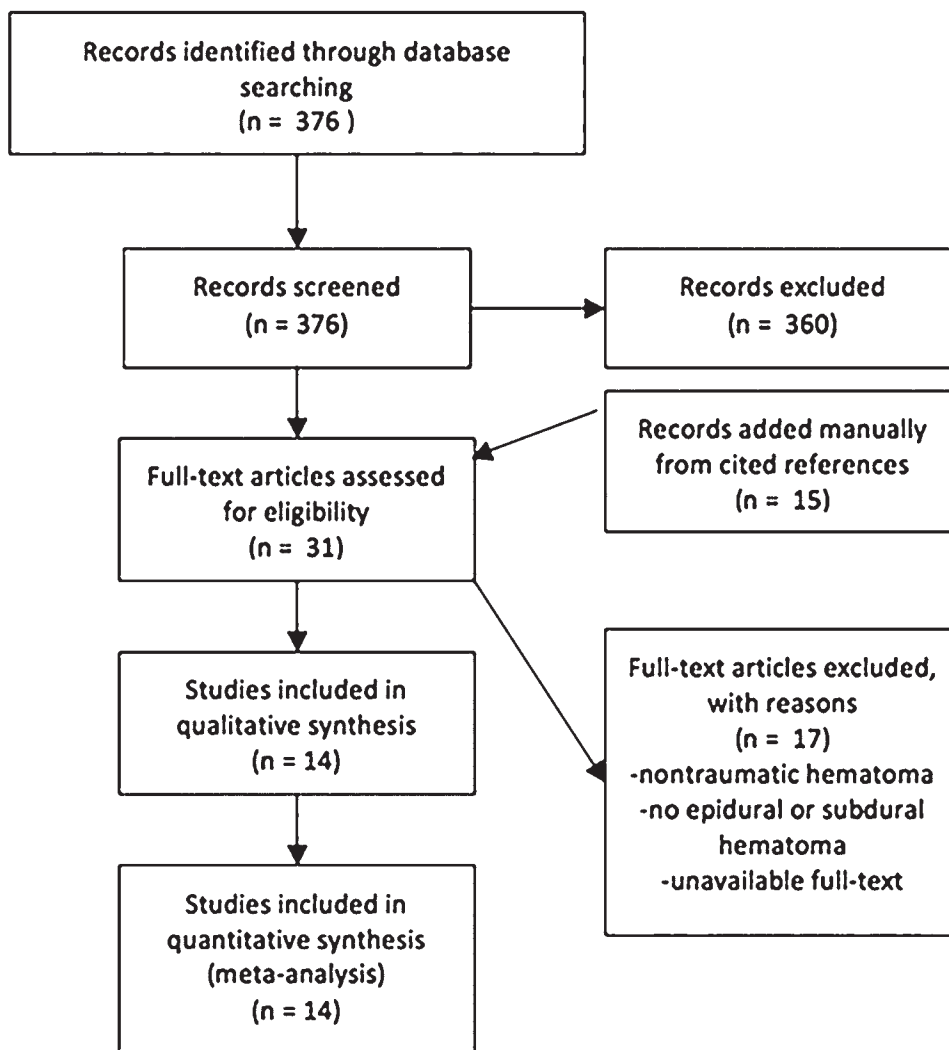 Records identified through database
searching
(n = 376 )
Records screened
(n = 376)
Records excluded
(n = 360)
Records added manually
from cited references
(n = 15)
Full-text articles assessed
for eligibility
(n = 31)
Studies included in
qualitative synthesis
(n = 14)
Full-text articles excluded,
with reasons
(n = 17)
-nontraumatic hematoma
-no epidural or subdural
hematoma
-unavailable full-text
Studies included in
quantitative synthesis
(meta-analysis)
(n = 14)